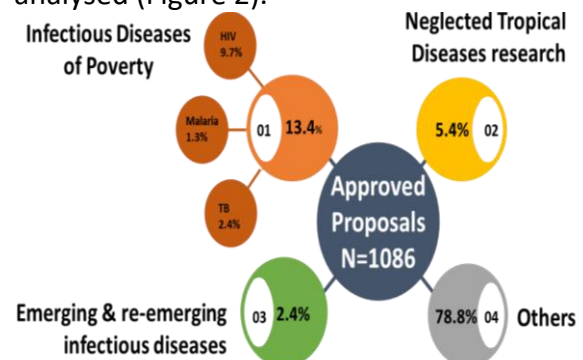 analysed (Figure 2).
Infectious Diseases
of Poverty
HIV
9.7%
Malaria
1.3%
TB
2.4%
01
13.4%
Neglected Tropical
Diseases research
5.4%
02
Approved
Proposals
N=1086
Emerging & re-emerging
infectious diseases
03
2.4%
78.8%
04
Others